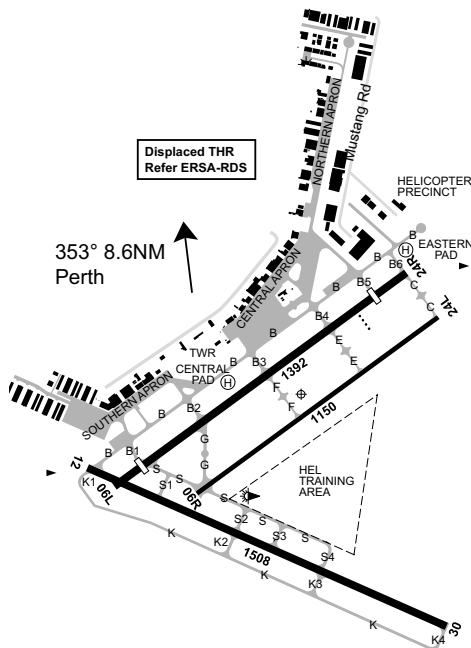 Mustang Rd
NORTHERN APRON
Displaced THR
Refer ERSA-RDS
HELICOPTER
PRECINCT
B
H
EASTERN
PAD
24R
353° 8.6NM
Perth
CENTRAL APRON
B
B5
B6
C
C
24L
B
B4
B
TWR
CENTRAL
PAD
H
B
B3
1392
E
E
SOUTHERN APRON
B
B2
F
F
1150
B
B1
G
G
12
K1
06L
S
S1
06R
S
HEL
TRAINING
AREA
S2
S
S3
S
S4
K
K2
1508
K
K3
K
K4
30